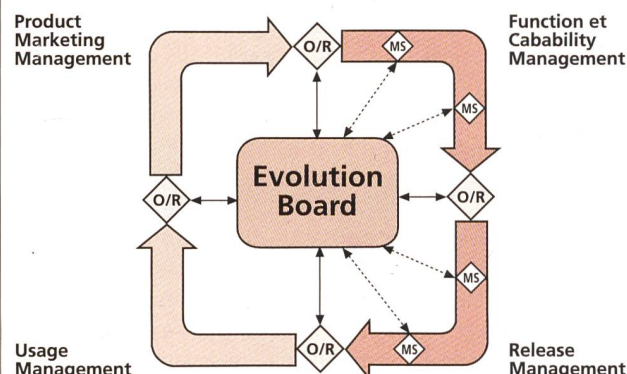 Product
Marketing
Management
Function et
Cabability
Management
O/R
MS
MS
Evolution
Board
O/R
O/R
MS
O/R
MS
Usage
Management
Release
Management